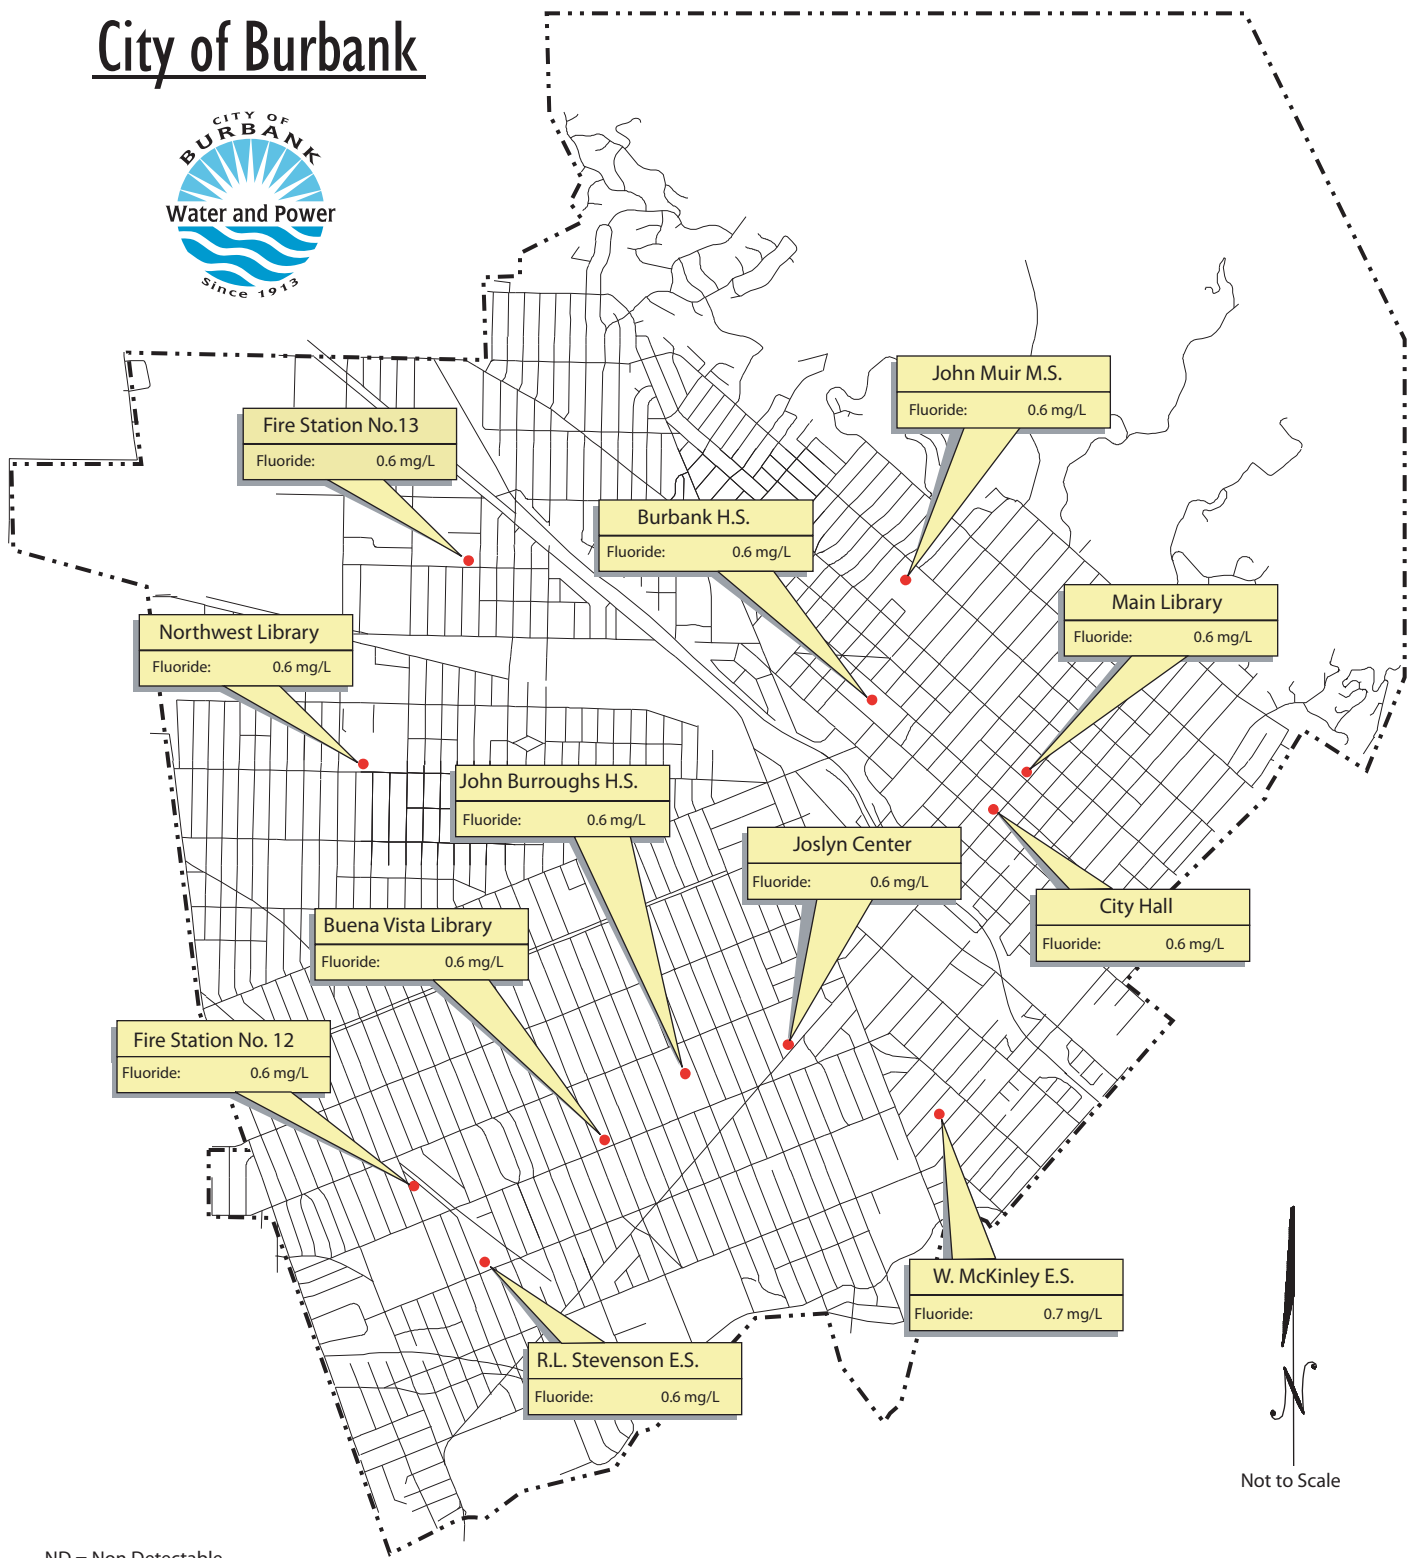 City of Burbank
CITY OF
BURBANK
Water and Power
Since 1913
John Muir M.S.
Fluoride: 0.6 mg/L
Fire Station No.13
Fluoride: 0.6 mg/L
Burbank H.S.
Fluoride: 0.6 mg/L
Main Library
Fluoride: 0.6 mg/L
Northwest Library
Fluoride: 0.6 mg/L
John Burroughs H.S.
Fluoride: 0.6 mg/L
Joslyn Center
Fluoride: 0.6 mg/L
City Hall
Fluoride: 0.6 mg/L
Buena Vista Library
Fluoride: 0.6 mg/L
Fire Station No. 12
Fluoride: 0.6 mg/L
W. McKinley E.S.
Fluoride: 0.7 mg/L
R.L. Stevenson E.S.
Fluoride: 0.6 mg/L
N
Not to Scale
ND = Non Detectable